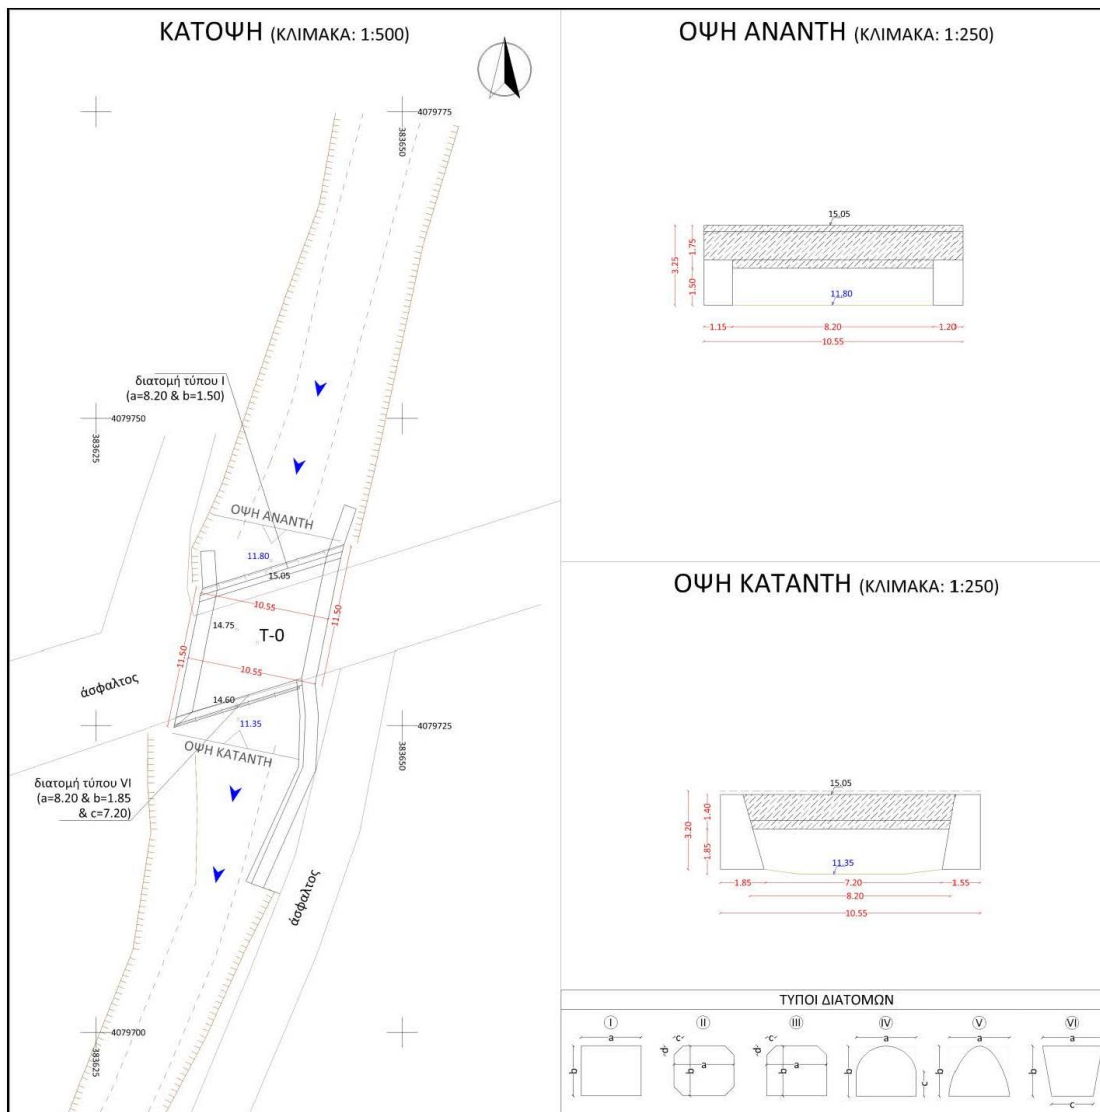 ΚΑΤΟΨΗ (ΚΛΙΜΑΚΑ: 1:500)
4079775
383650
διατομή τύπου I
(a=8.20 & b=1.50)
4079750
383625
ΟΨΗ ΑΝΑΝΤΗ
11.80
15.05
10.55
11.50
14.75
T-0
11.50
10.55
άσφαλτος
14.60
11.35
4079725
383650
ΟΨΗ ΚΑΤΑΝΤΗ
διατομή τύπου VI
(a=8.20 & b=1.85
& c=7.20)
άσφαλτος
4079700
383625
ΟΨΗ ΑΝΑΝΤΗ (ΚΛΙΜΑΚΑ: 1:250)
15.05
3.25
1.75
1.50
11.80
1.15 8.20 1.20
10.55
ΟΨΗ ΚΑΤΑΝΤΗ (ΚΛΙΜΑΚΑ: 1:250)
15.05
3.20
1.40
1.85
11.35
1.85 7.20 1.55
8.20
10.55
ΤΥΠΟΙ ΔΙΑΤΟΜΩΝ
I II III IV V VI
a
b
c
d
b
a
c
d
b
a
a
b
c
a
b
a
b
c